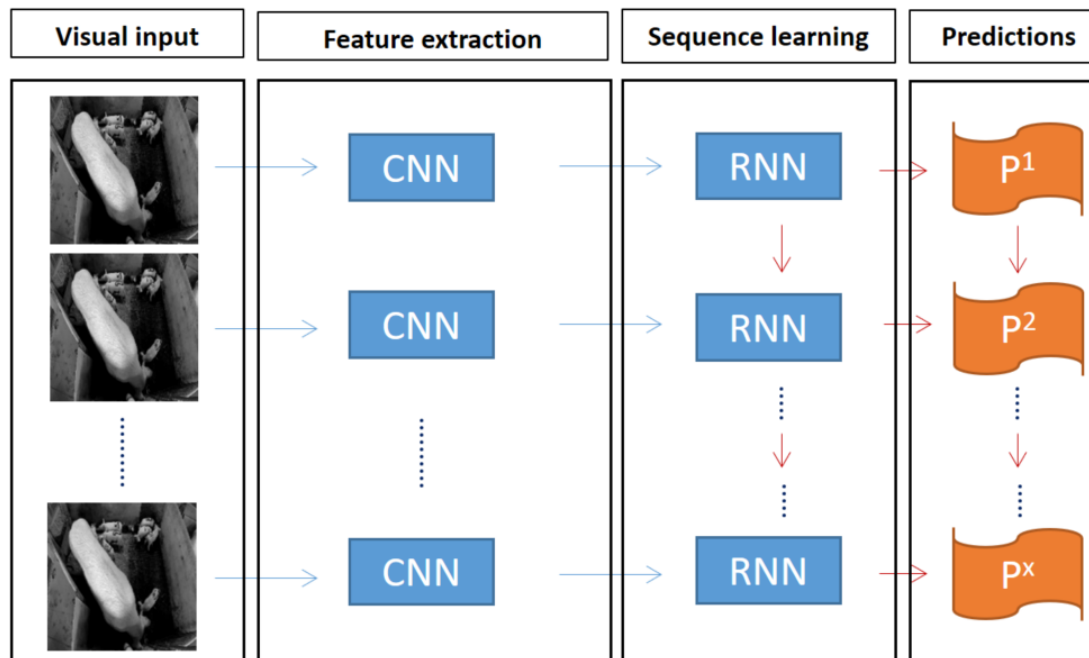 Visual input
Feature extraction
Sequence learning
Predictions
CNN
RNN
P¹
CNN
RNN
P²
CNN
RNN
Pˣ